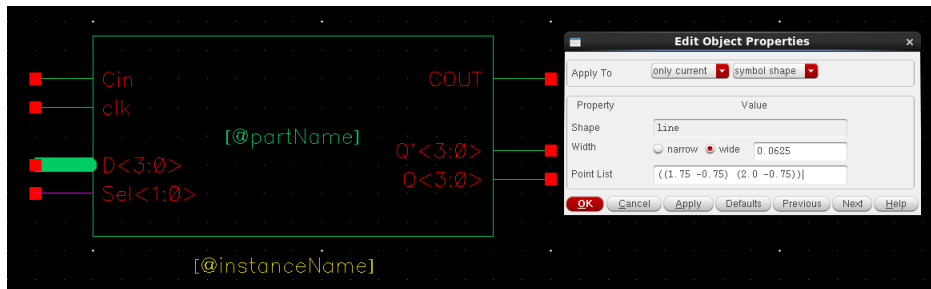 Cin
COUT
clk
[@partName]
Q'<3:0>
D<3:0>
Q<3:0>
Sel<1:0>
[@instanceName]
Edit Object Properties
×
Apply To only current symbol shape
Property Value
Shape line
Width narrow wide 0.0625
Point List ((1.75 -0.75) (2.0 -0.75))
OK Cancel Apply Defaults Previous Next Help